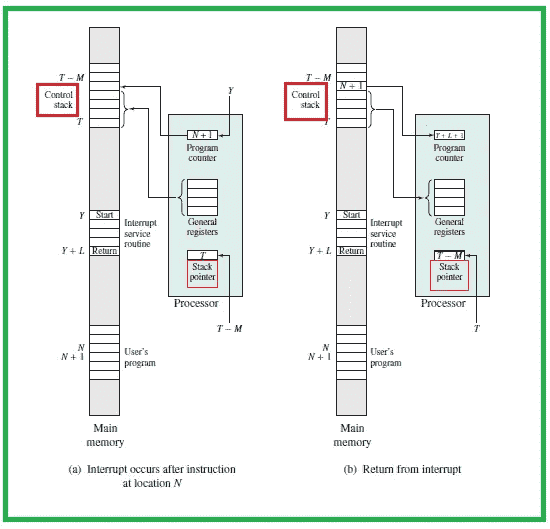 T – M
Control
stack
T
Y
N + 1
Program
counter
General
registers
T
Stack
pointer
Processor
T – M
Y
Start
Interrupt
service
routine
Y + L
Return
N
N + 1
User's
program
Main
memory
(a) Interrupt occurs after instruction
at location N
T – M
N + 1
Control
stack
T
Y + L + 1
Program
counter
General
registers
T – M
Stack
pointer
Processor
T
Y
Start
Interrupt
service
routine
Y + L
Return
N
N + 1
User's
program
Main
memory
(b) Return from interrupt